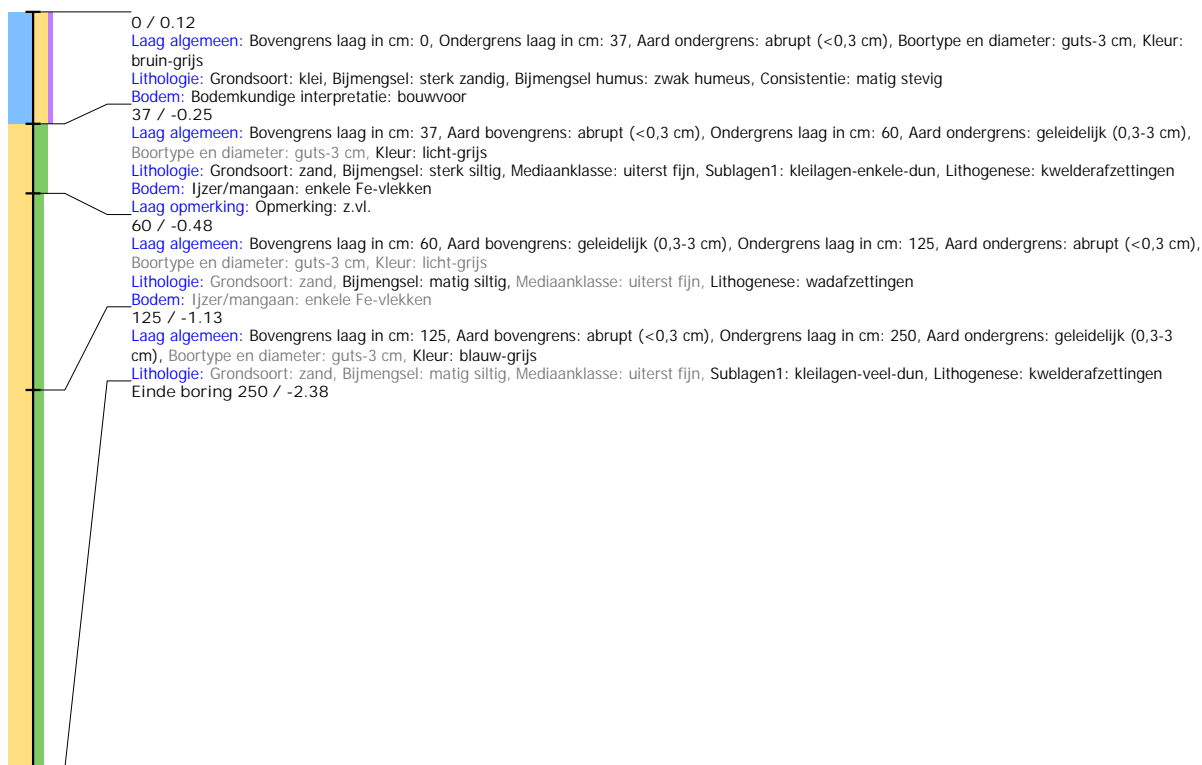 0 / 0.12
Laag algemeen: Bovengrens laag in cm: 0, Ondergrens laag in cm: 37, Aard ondergrens: abrupt (<0,3 cm), Boortype en diameter: guts-3 cm, Kleur:
bruin-grijs
Lithologie: Grondsoort: klei, Bijmengsel: sterk zandig, Bijmengsel humus: zwak humeus, Consistentie: matig stevig
Bodem: Bodemkundige interpretatie: bouwvoor
37 / -0.25
Laag algemeen: Bovengrens laag in cm: 37, Aard bovengrens: abrupt (<0,3 cm), Ondergrens laag in cm: 60, Aard ondergrens: geleidelijk (0,3-3 cm),
Boortype en diameter: guts-3 cm, Kleur: licht-grijs
Lithologie: Grondsoort: zand, Bijmengsel: sterk siltig, Mediaanklasse: uiterst fijn, Sublagen1: kleilagen-enkele-dun, Lithogenese: kwelderafzettingen
Bodem: Ijzer/mangaan: enkele Fe-vlekken
Laag opmerking: Opmerking: z.vl.
60 / -0.48
Laag algemeen: Bovengrens laag in cm: 60, Aard bovengrens: geleidelijk (0,3-3 cm), Ondergrens laag in cm: 125, Aard ondergrens: abrupt (<0,3 cm),
Boortype en diameter: guts-3 cm, Kleur: licht-grijs
Lithologie: Grondsoort: zand, Bijmengsel: matig siltig, Mediaanklasse: uiterst fijn, Lithogenese: wadafzettingen
Bodem: Ijzer/mangaan: enkele Fe-vlekken
125 / -1.13
Laag algemeen: Bovengrens laag in cm: 125, Aard bovengrens: abrupt (<0,3 cm), Ondergrens laag in cm: 250, Aard ondergrens: geleidelijk (0,3-3
cm), Boortype en diameter: guts-3 cm, Kleur: blauw-grijs
Lithologie: Grondsoort: zand, Bijmengsel: matig siltig, Mediaanklasse: uiterst fijn, Sublagen1: kleilagen-veel-dun, Lithogenese: kwelderafzettingen
Einde boring 250 / -2.38